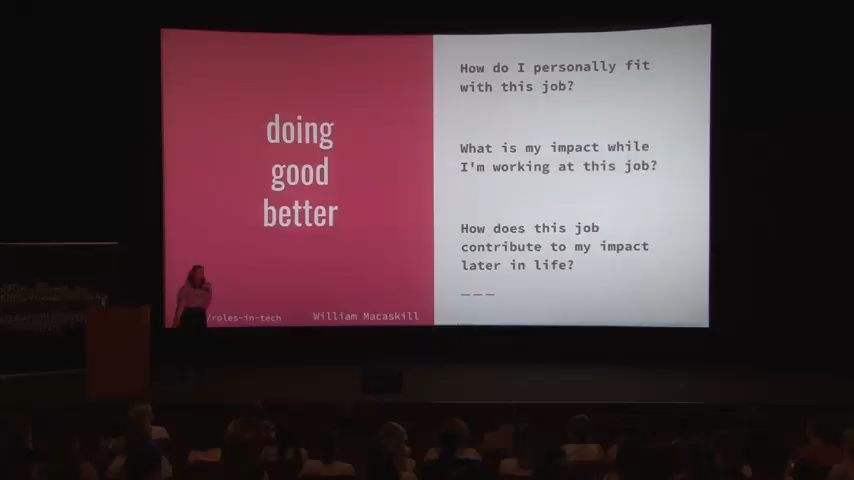 doing
good
better
/roles-in-tech
William Macaskill
How do I personally fit
with this job?
What is my impact while
I'm working at this job?
How does this job
contribute to my impact
later in life?